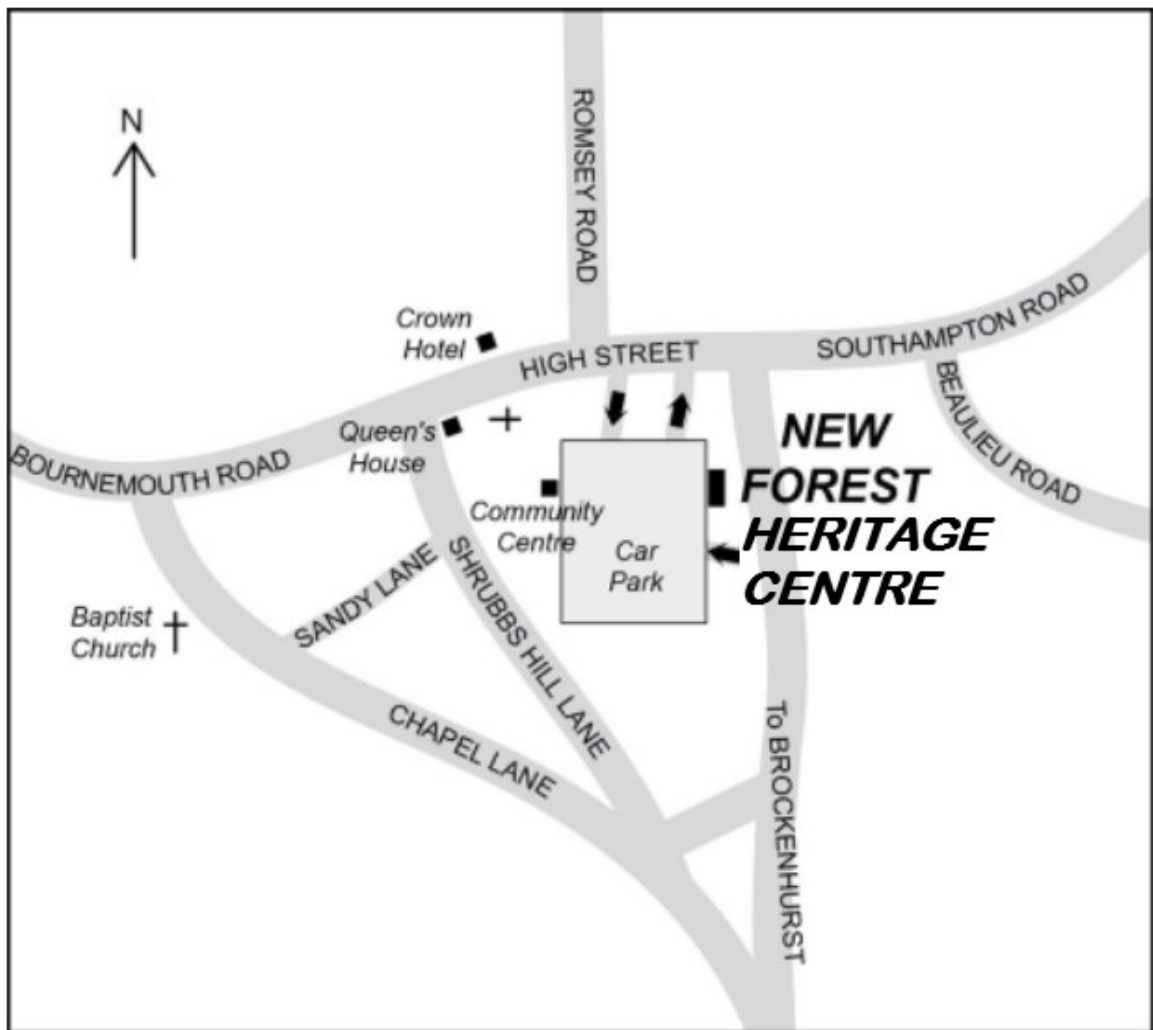 N
ROMSEY ROAD
Crown
Hotel
HIGH STREET
SOUTHAMPTON ROAD
BEAULIEU ROAD
Queen's
House
BOURNEMOUTH ROAD
NEW
FOREST
HERITAGE
CENTRE
Community
Centre
Car
Park
SANDY LANE
SHRUBBS HILL LANE
Baptist
Church
CHAPEL LANE
To BROCKENHURST